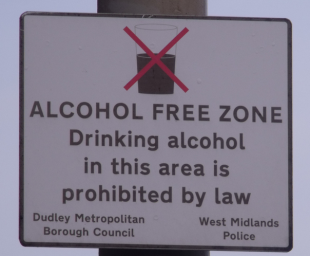 ALCOHOL FREE ZONE
Drinking alcohol
in this area is
prohibited by law
Dudley Metropolitan
Borough Council
West Midlands
Police